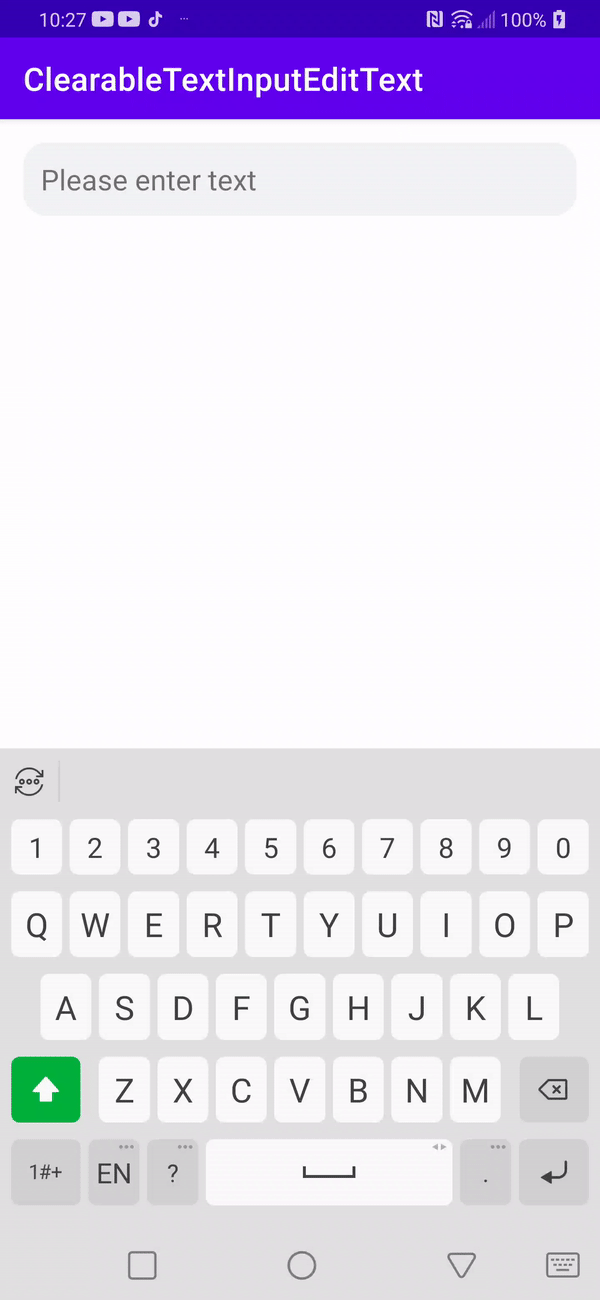 10:27 100%
ClearableTextInputEditText
Please enter text
1 2 3 4 5 6 7 8 9 0
Q W E R T Y U I O P
A S D F G H J K L
Z X C V B N M
1#+ EN ? .